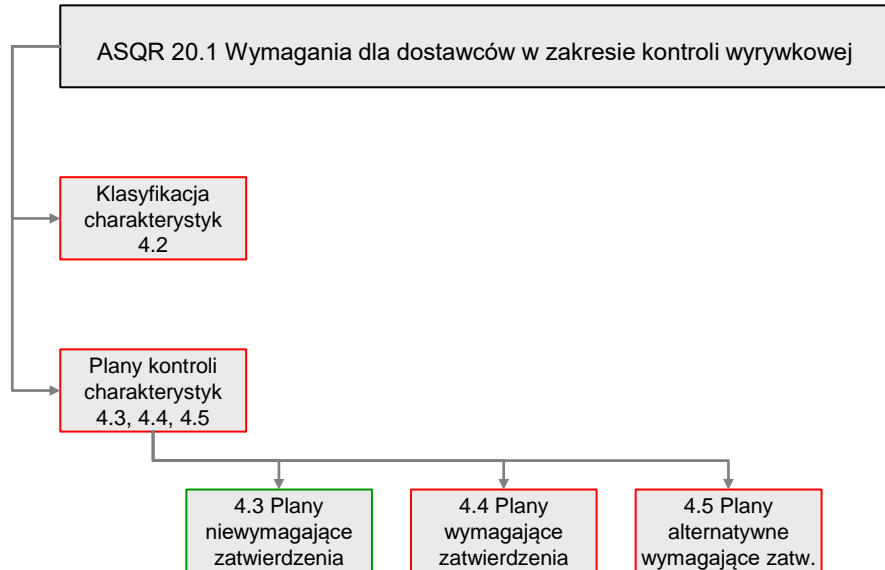 ASQR 20.1 Wymagania dla dostawców w zakresie kontroli wyrywkowej
Klasyfikacja
charakterystyk
4.2
Plany kontroli
charakterystyk
4.3, 4.4, 4.5
4.3 Plany
niewymagające
zatwierdzenia
4.4 Plany
wymagające
zatwierdzenia
4.5 Plany
alternatywne
wymagające zatw.